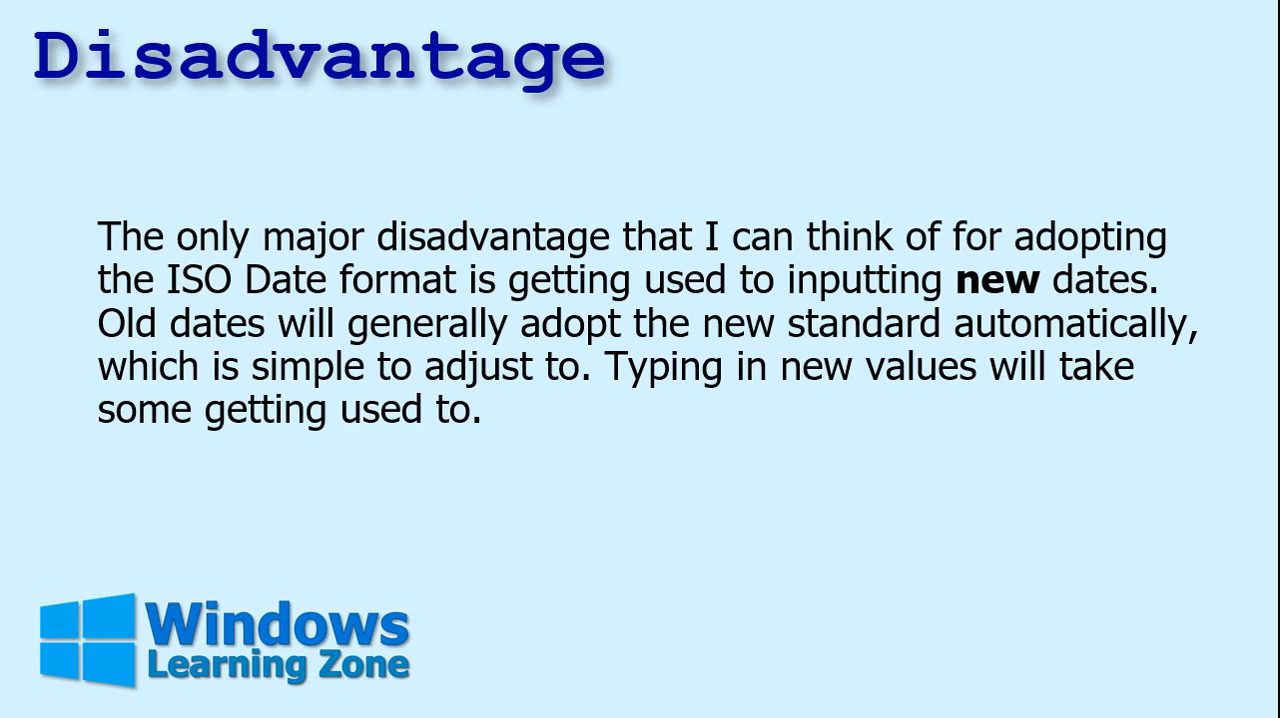 Disadvantage
The only major disadvantage that I can think of for adopting
the ISO Date format is getting used to inputting new dates.
Old dates will generally adopt the new standard automatically,
which is simple to adjust to. Typing in new values will take
some getting used to.
Windows
Learning Zone